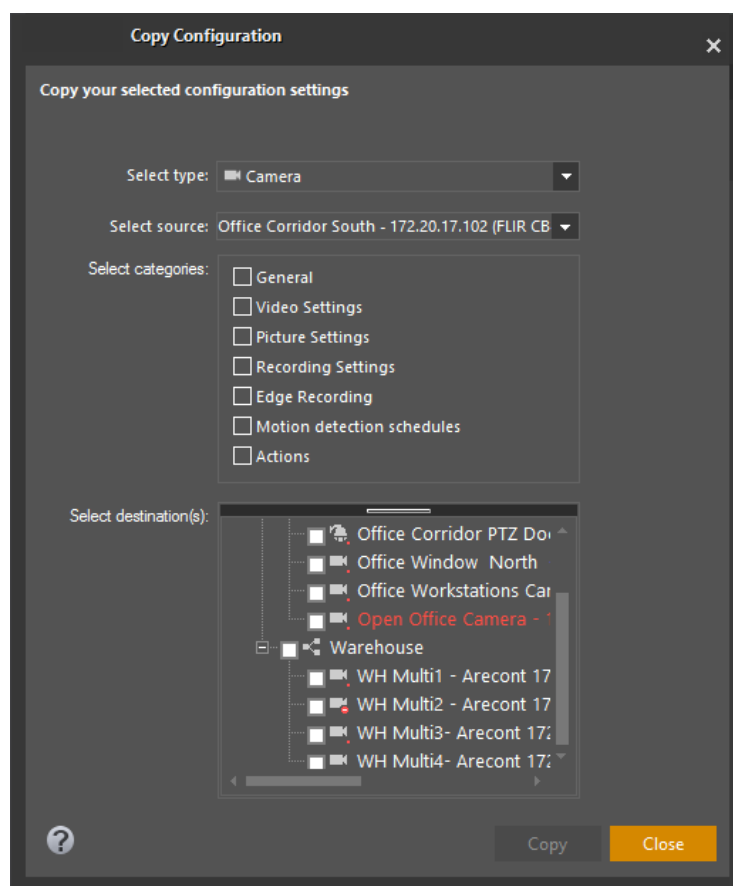 Copy Configuration
Copy your selected configuration settings
Select type: Camera
Select source: Office Corridor South - 172.20.17.102 (FLIR CB
Select categories:
General
Video Settings
Picture Settings
Recording Settings
Edge Recording
Motion detection schedules
Actions
Select destination(s):
Office Corridor PTZ Do
Office Window North
Office Workstations Car
Open Office Camera - 1
Warehouse
WH Multi1 - Arecont 17
WH Multi2 - Arecont 17
WH Multi3- Arecont 172
WH Multi4- Arecont 172
Copy Close